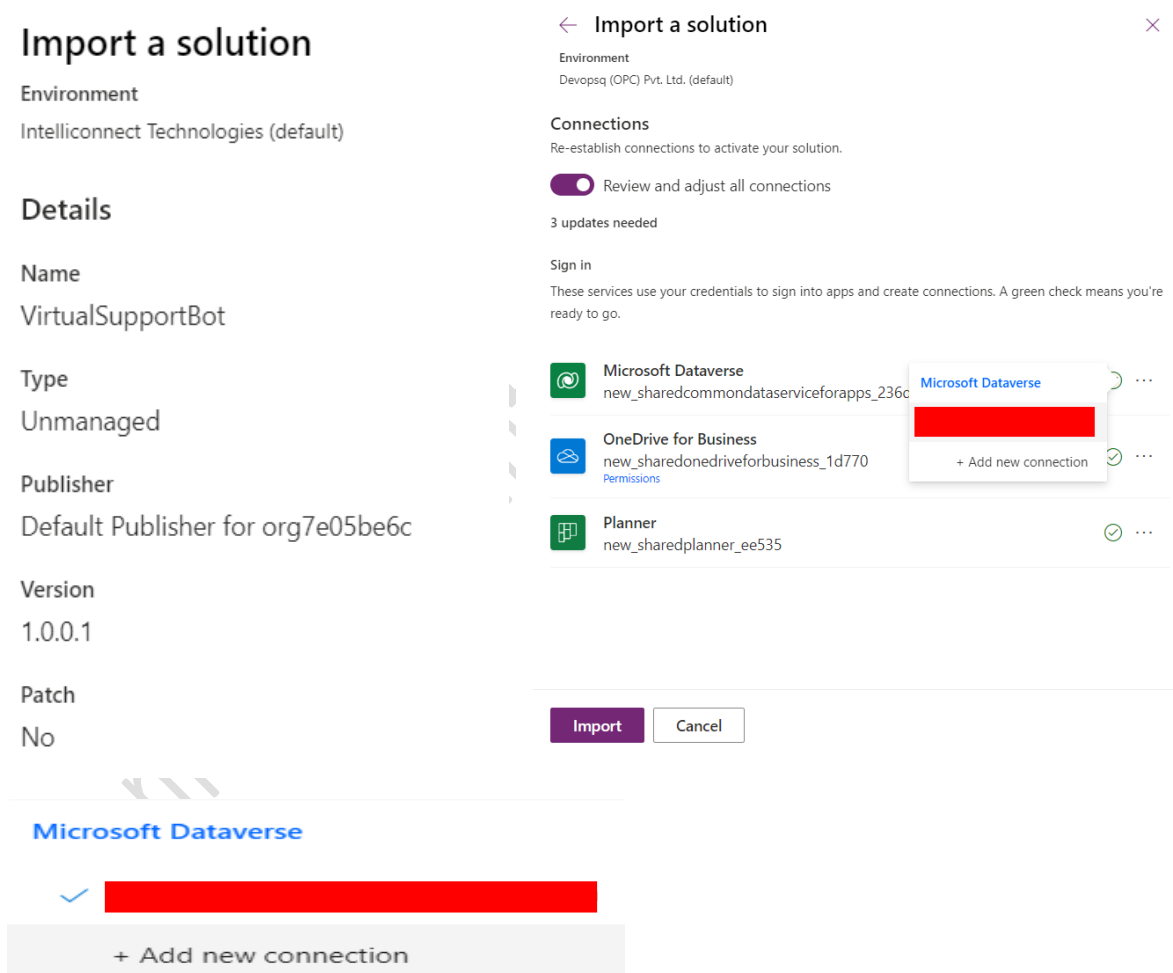 Import a solution
Environment
Intelliconnect Technologies (default)
Details
Name
VirtualSupportBot
Type
Unmanaged
Publisher
Default Publisher for org7e05be6c
Version
1.0.0.1
Patch
No
Import a solution
Environment
Devopsq (OPC) Pvt. Ltd. (default)
Connections
Re-establish connections to activate your solution.
Review and adjust all connections
3 updates needed
Sign in
These services use your credentials to sign into apps and create connections. A green check means you're
ready to go.
Microsoft Dataverse
new_sharedcommondataserviceforapps_236d
Microsoft Dataverse
+ Add new connection
OneDrive for Business
new_sharedonedriveforbusiness_1d770
Permissions
Planner
new_sharedplanner_ee535
Import Cancel
Microsoft Dataverse
+ Add new connection